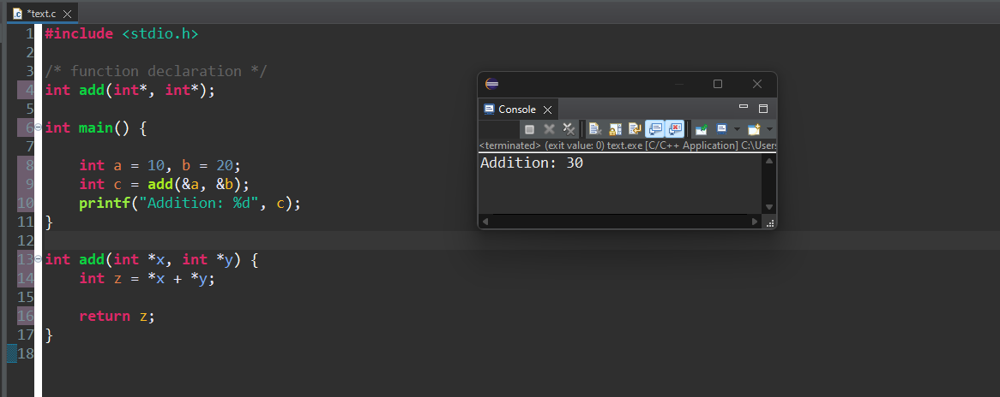 *text.c
1 #include <stdio.h>
2
3 /* function declaration */
4 int add(int*, int*);
5
6 int main() {
7
8     int a = 10, b = 20;
9     int c = add(&a, &b);
10     printf("Addition: %d", c);
11 }
12
13 int add(int *x, int *y) {
14     int z = *x + *y;
15
16     return z;
17 }
18
Console
<terminated> (exit value: 0) text.exe [C/C++ Application] C:\Users
Addition: 30